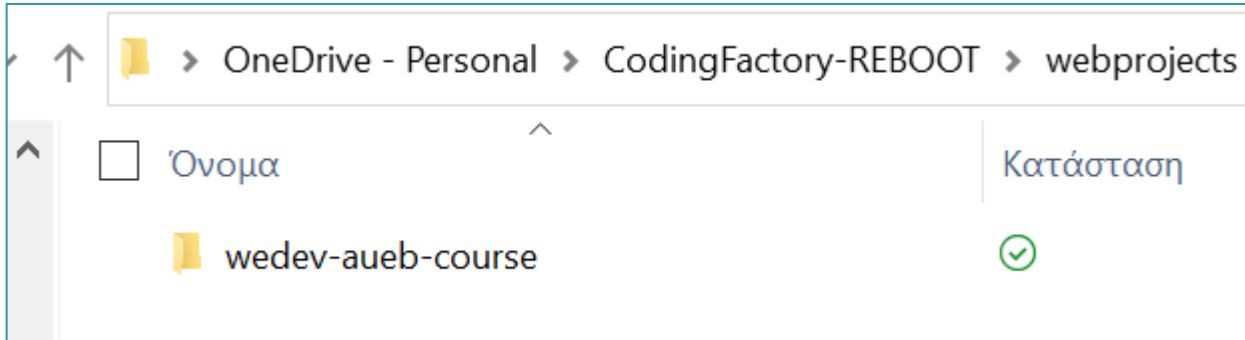 OneDrive - Personal > CodingFactory-REBOOT > webprojects
Όνομα Κατάσταση
wedev-aueb-course